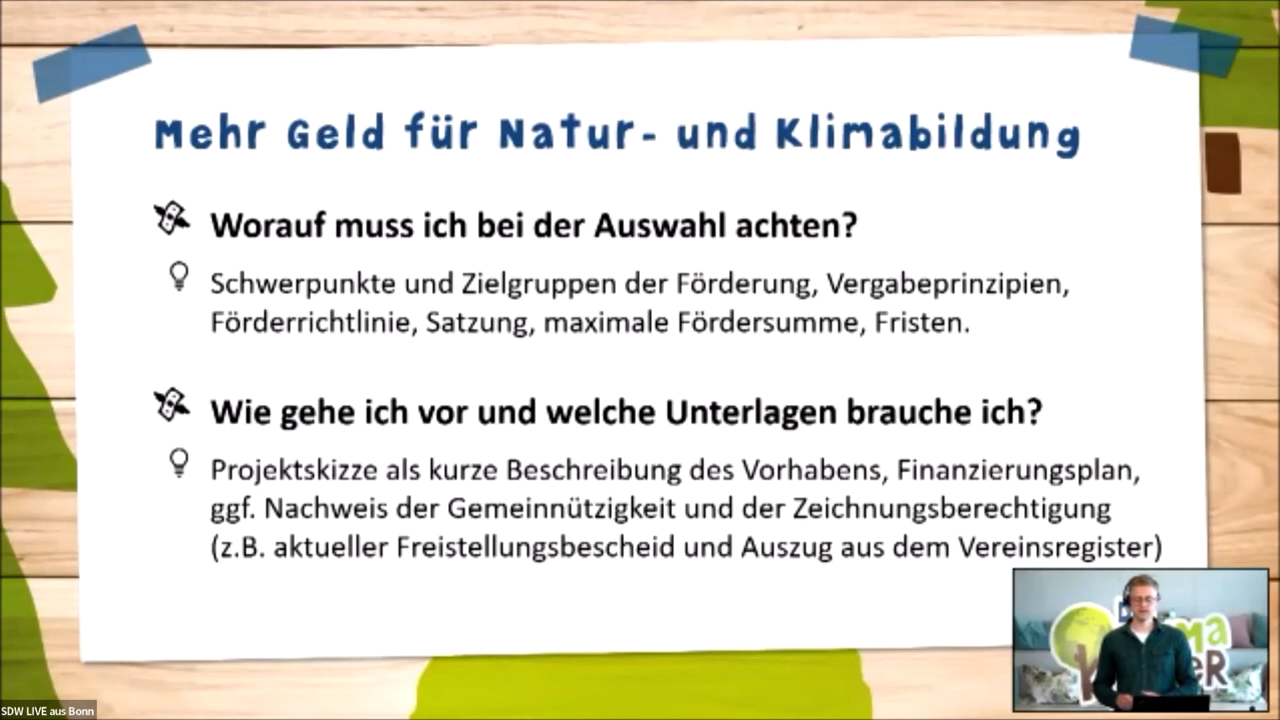 Mehr Geld für Natur- und Klimabildung
Worauf muss ich bei der Auswahl achten?
Schwerpunkte und Zielgruppen der Förderung, Vergabeprinzipien,
Förderrichtlinie, Satzung, maximale Fördersumme, Fristen.
Wie gehe ich vor und welche Unterlagen brauche ich?
Projektskizze als kurze Beschreibung des Vorhabens, Finanzierungsplan,
ggf. Nachweis der Gemeinnützigkeit und der Zeichnungsberechtigung
(z.B. aktueller Freistellungsbescheid und Auszug aus dem Vereinsregister)
SDW LIVE aus Bonn